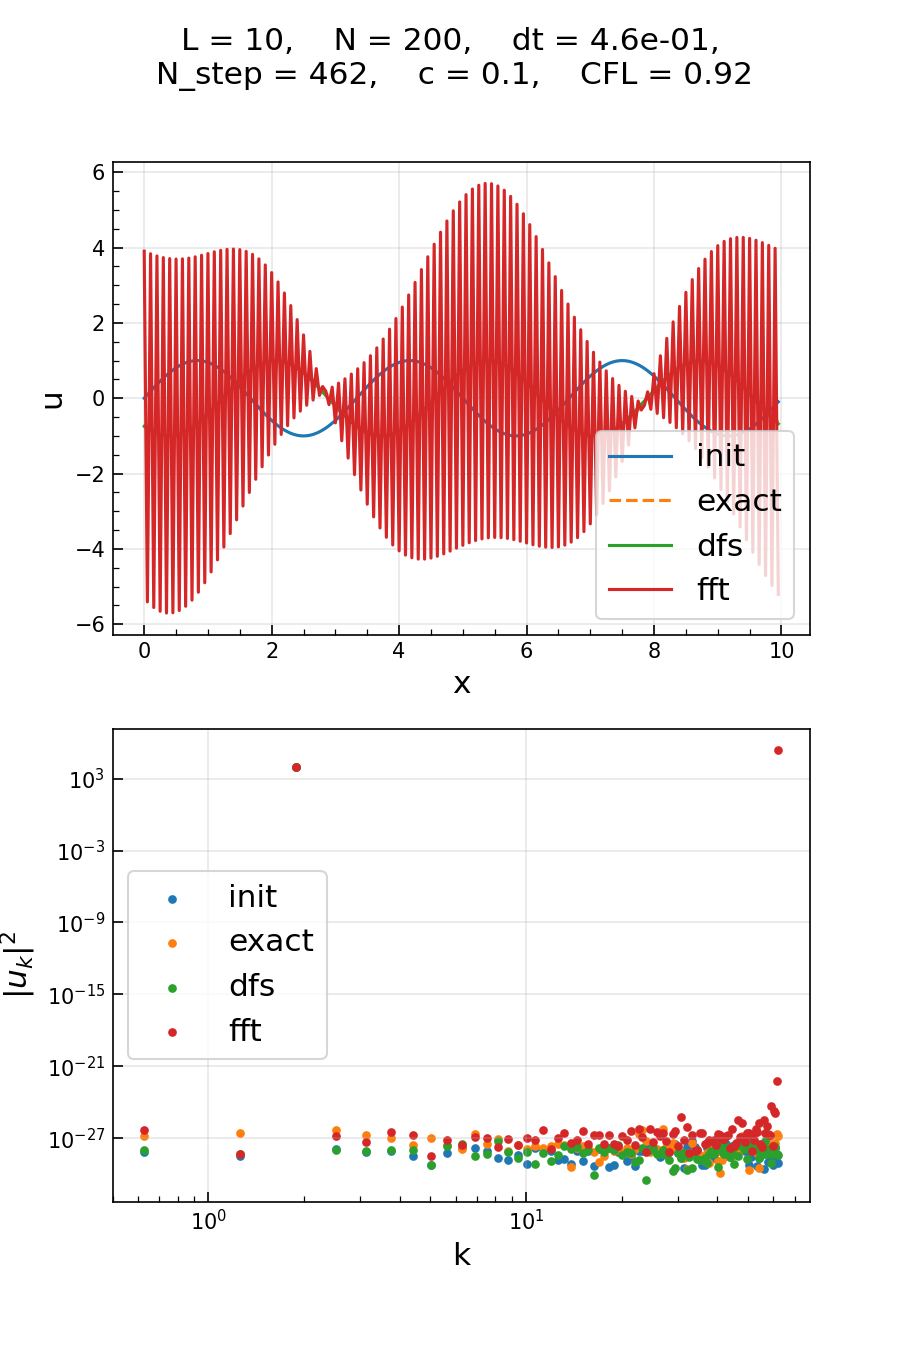 L = 10, N = 200, dt = 4.6e-01,
N_step = 462, c = 0.1, CFL = 0.92
6
4
2
0
−2
−4
−6
u
init
exact
dfs
fft
0 2 4 6 8 10
x
10^3
10^−3
10^−9
10^−15
10^−21
10^−27
|u_k|^2
init
exact
dfs
fft
10^0 10^1
k